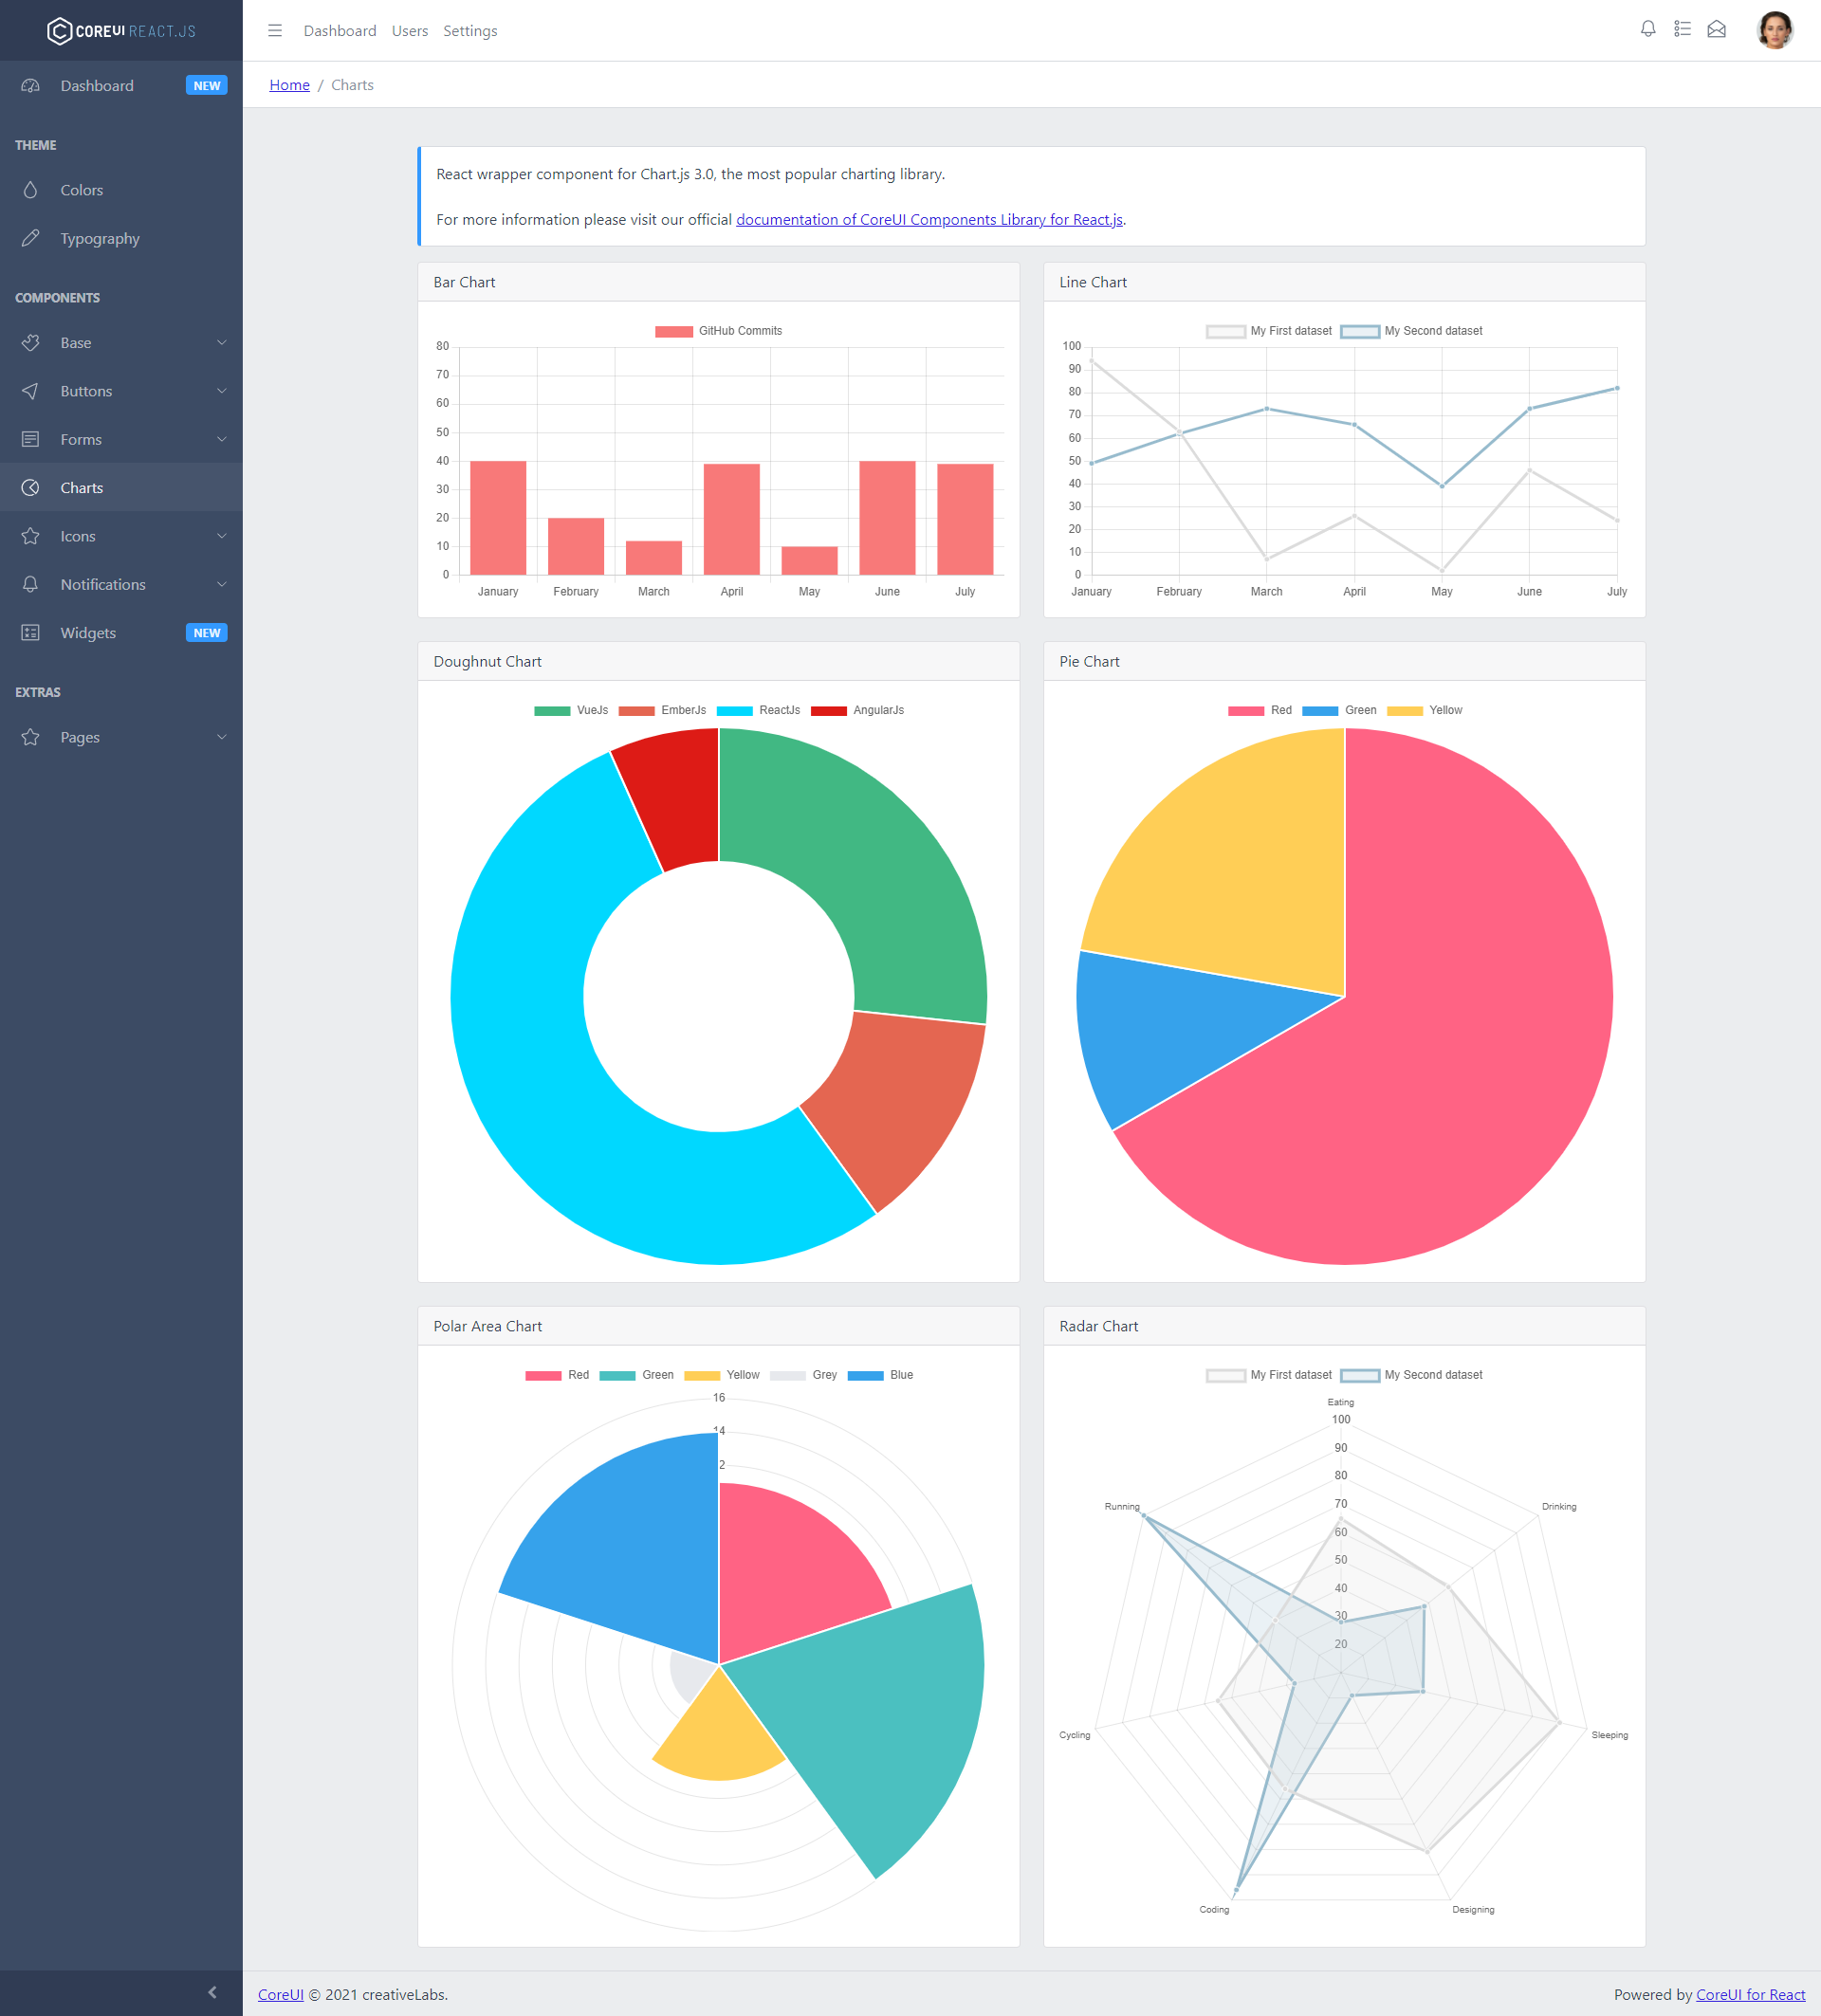 COREUI REACT.JS
Dashboard NEW
THEME
Colors
Typography
COMPONENTS
Base
Buttons
Forms
Charts
Icons
Notifications
Widgets NEW
EXTRAS
Pages
Dashboard Users Settings
Home / Charts
React wrapper component for Chart.js 3.0, the most popular charting library.
For more information please visit our official documentation of CoreUI Components Library for React.js.
Bar Chart
GitHub Commits
80
70
60
50
40
30
20
10
0
January February March April May June July
Line Chart
My First dataset My Second dataset
100
90
80
70
60
50
40
30
20
10
0
January February March April May June July
Doughnut Chart
VueJs EmberJs ReactJs AngularJs
Pie Chart
Red Green Yellow
Polar Area Chart
Red Green Yellow Grey Blue
16
14
2
Radar Chart
My First dataset My Second dataset
Eating
100
90
80
70
60
50
40
30
20
Running
Drinking
Cycling
Sleeping
Coding
Designing
CoreUI © 2021 creativeLabs.
Powered by CoreUI for React